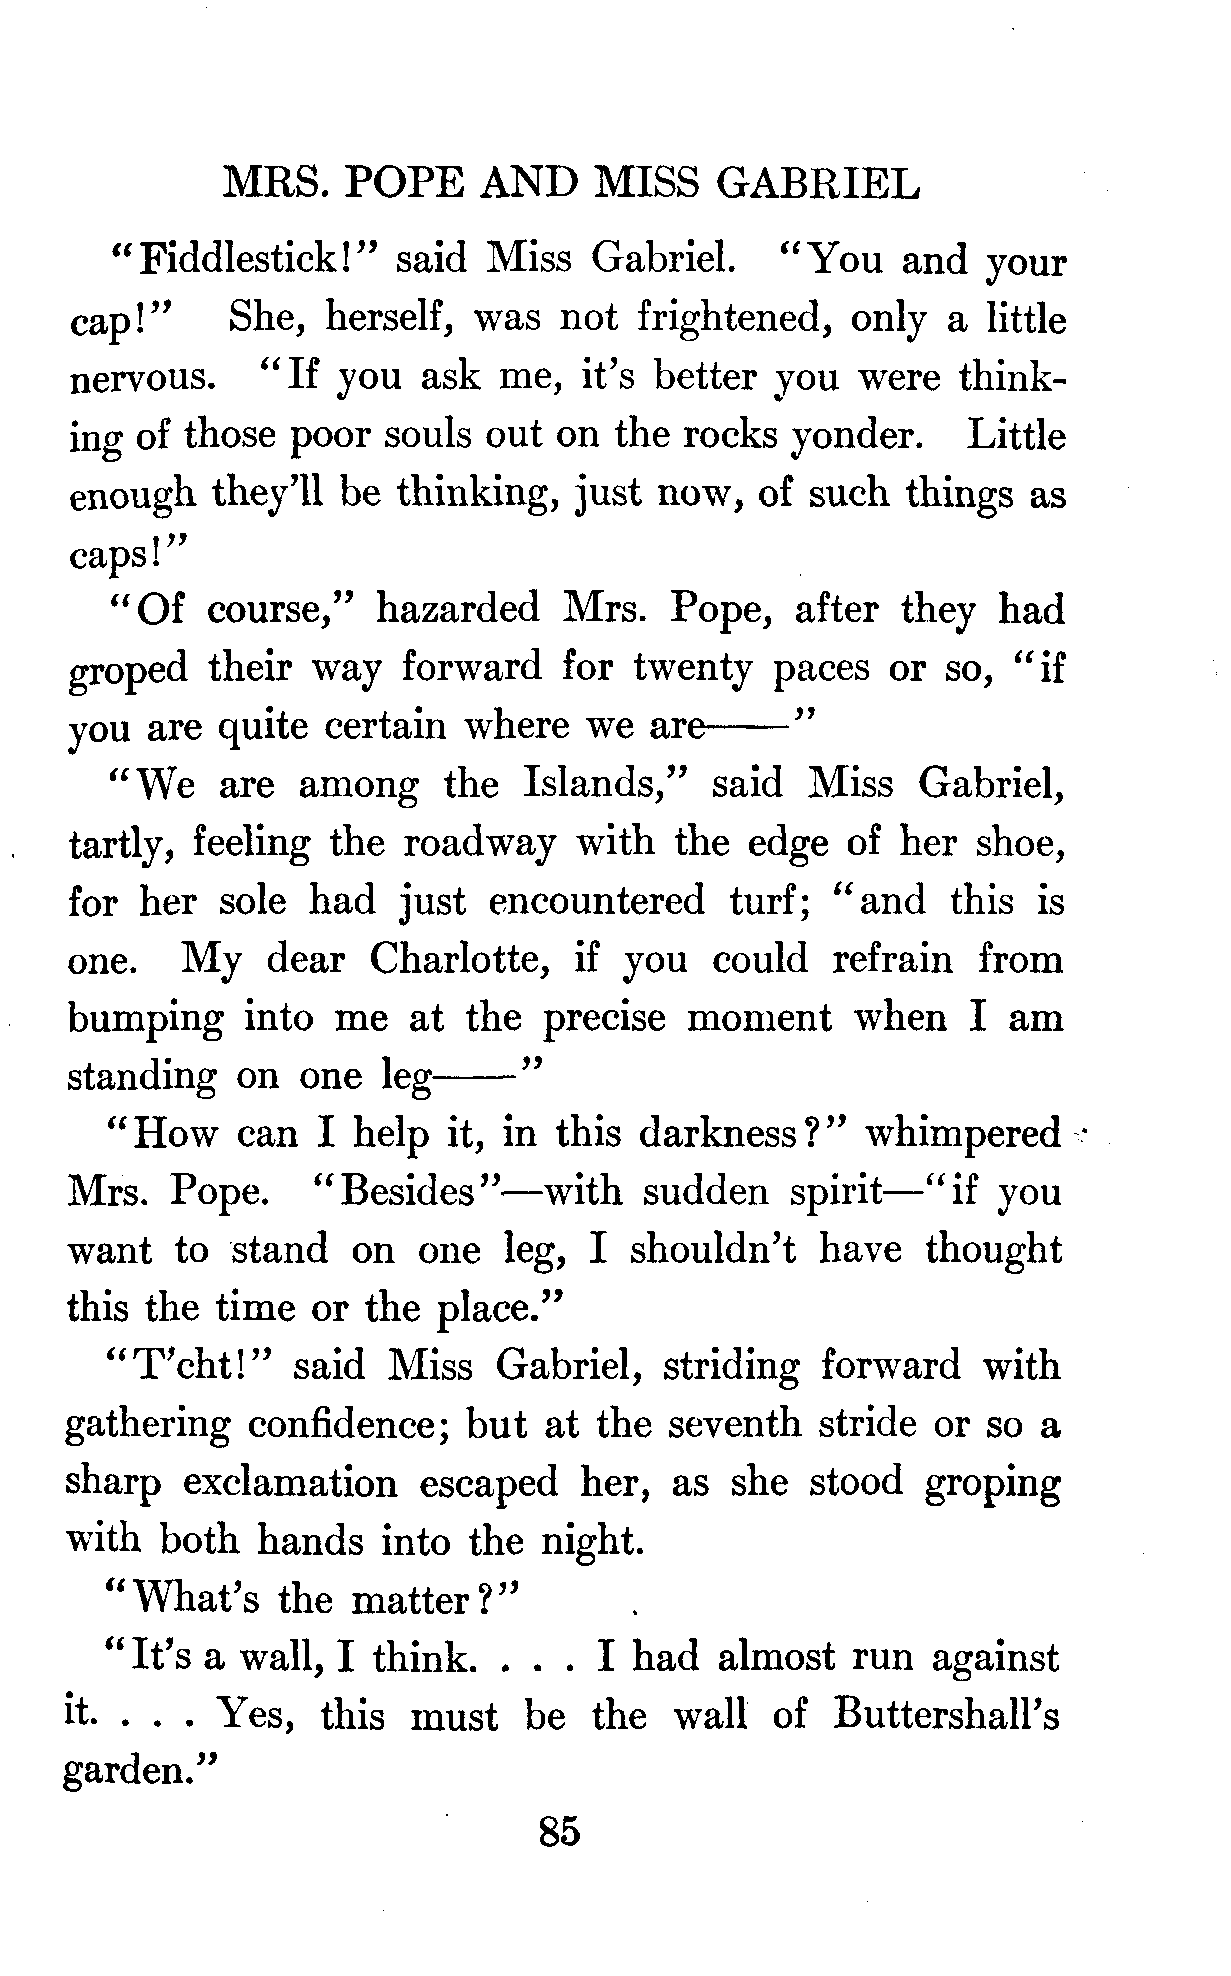 MRS. POPE AND MISS GABRIEL
"Fiddlestick!" said Miss Gabriel. "You and your
cap!" She, herself, was not frightened, only a little
nervous. "If you ask me, it's better you were think-
ing of those poor souls out on the rocks yonder. Little
enough they'll be thinking, just now, of such things as
caps!"
"Of course," hazarded Mrs. Pope, after they had
groped their way forward for twenty paces or so, "if
you are quite certain where we are——"
"We are among the Islands," said Miss Gabriel,
tartly, feeling the roadway with the edge of her shoe,
for her sole had just encountered turf; "and this is
one. My dear Charlotte, if you could refrain from
bumping into me at the precise moment when I am
standing on one leg——"
"How can I help it, in this darkness?" whimpered
Mrs. Pope. "Besides"—with sudden spirit—"if you
want to stand on one leg, I shouldn't have thought
this the time or the place."
"T'cht!" said Miss Gabriel, striding forward with
gathering confidence; but at the seventh stride or so a
sharp exclamation escaped her, as she stood groping
with both hands into the night.
"What's the matter?"
"It's a wall, I think. . . . I had almost run against
it. . . . Yes, this must be the wall of Buttershall's
garden."
85